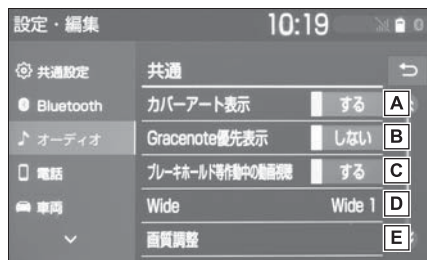 設定・編集
10:19
0
共通設定
共通
Bluetooth
カバーアート表示
する
A
オーディオ
Gracenote優先表示
しない
B
電話
ブレーキホールド等作動中の動画視聴
する
C
車両
Wide
Wide 1
D
画質調整
E